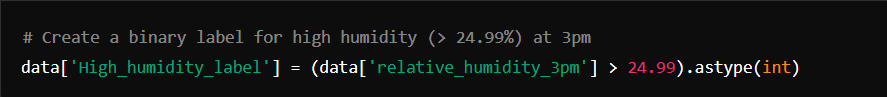 # Create a binary label for high humidity (> 24.99%) at 3pm
data['High_humidity_label'] = (data['relative_humidity_3pm'] > 24.99).astype(int)